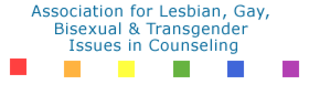 Association for Lesbian, Gay,
Bisexual & Transgender
Issues in Counseling